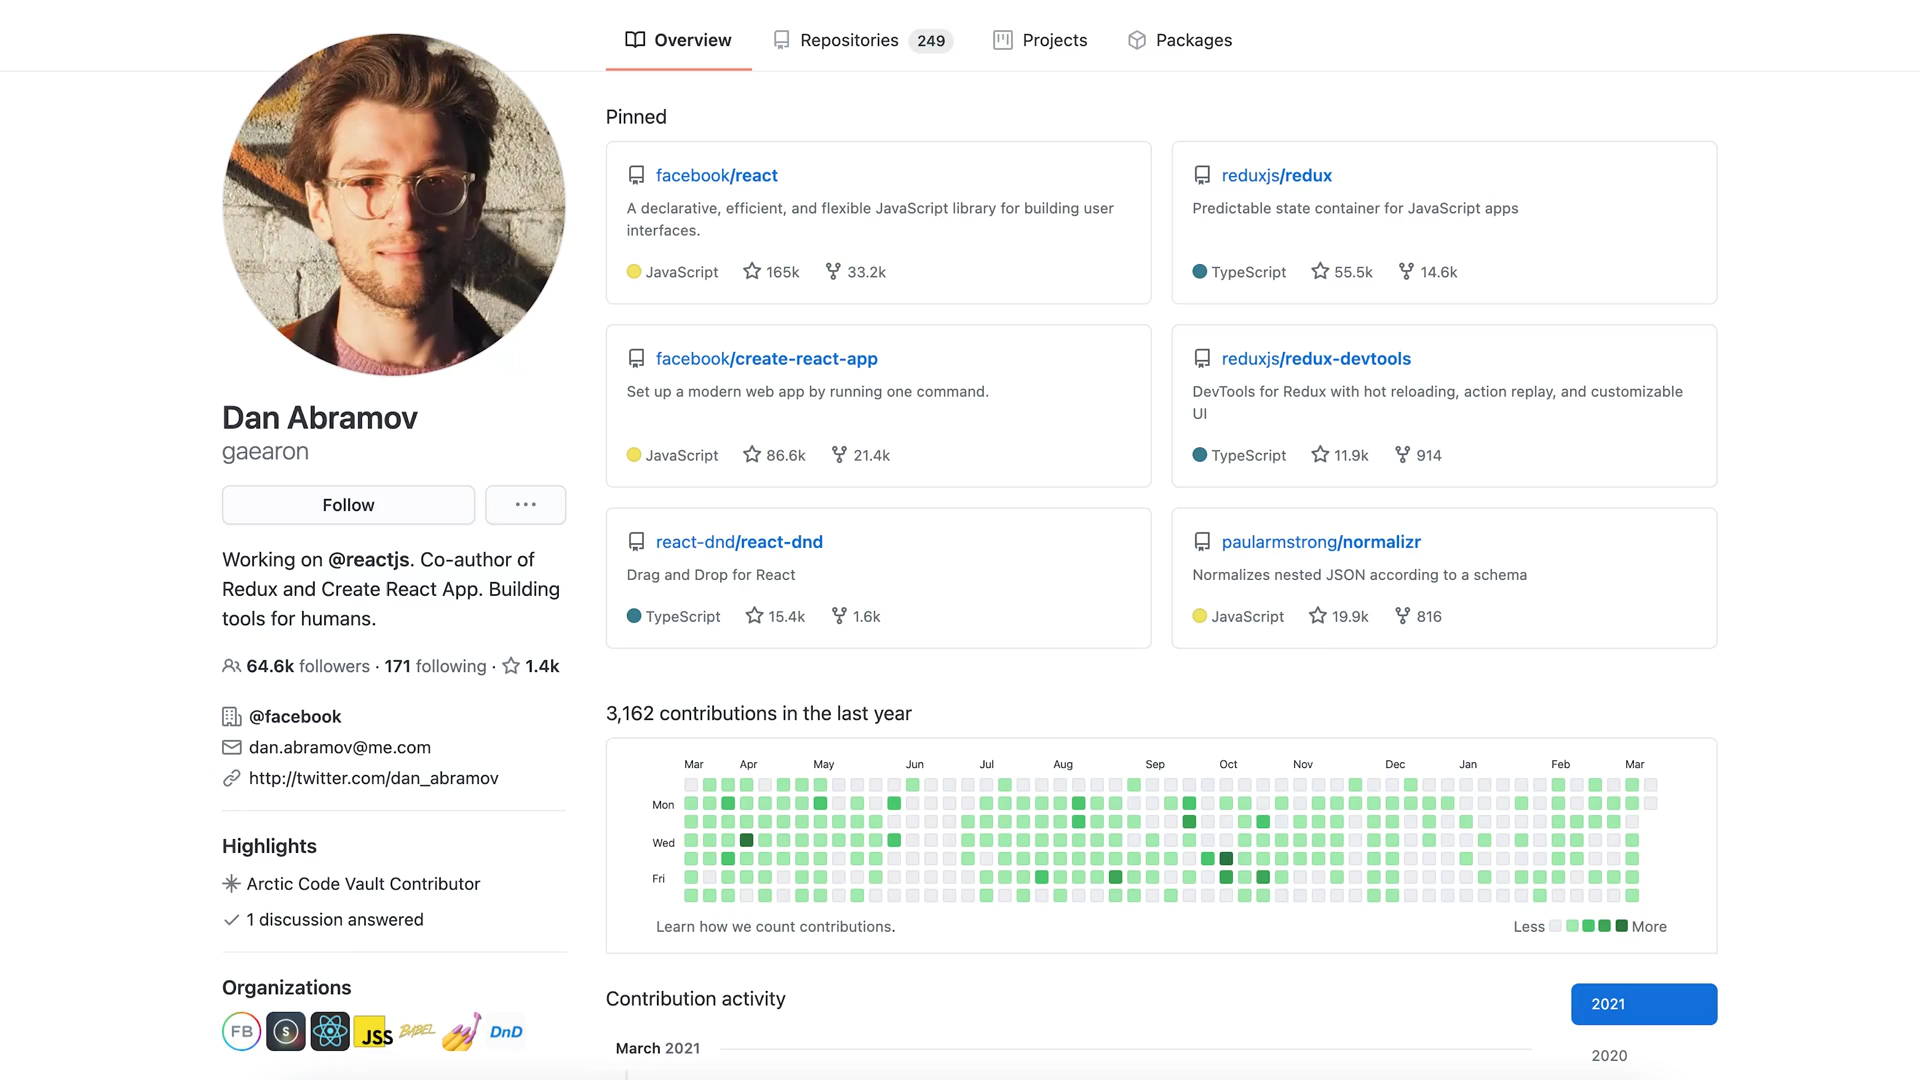 Overview
Repositories 249
Projects
Packages
Dan Abramov
gaearon
Follow
Working on @reactjs. Co-author of
Redux and Create React App. Building
tools for humans.
64.6k followers · 171 following · 1.4k
@facebook
dan.abramov@me.com
http://twitter.com/dan_abramov
Highlights
Arctic Code Vault Contributor
1 discussion answered
Organizations
FB
S
JSS
BABEL
DnD
Pinned
facebook/react
A declarative, efficient, and flexible JavaScript library for building user
interfaces.
JavaScript 165k 33.2k
reduxjs/redux
Predictable state container for JavaScript apps
TypeScript 55.5k 14.6k
facebook/create-react-app
Set up a modern web app by running one command.
JavaScript 86.6k 21.4k
reduxjs/redux-devtools
DevTools for Redux with hot reloading, action replay, and customizable
UI
TypeScript 11.9k 914
react-dnd/react-dnd
Drag and Drop for React
TypeScript 15.4k 1.6k
paularmstrong/normalizr
Normalizes nested JSON according to a schema
JavaScript 19.9k 816
3,162 contributions in the last year
Mar Apr May Jun Jul Aug Sep Oct Nov Dec Jan Feb Mar
Mon
Wed
Fri
Learn how we count contributions.
Less More
Contribution activity
2021
2020
March 2021